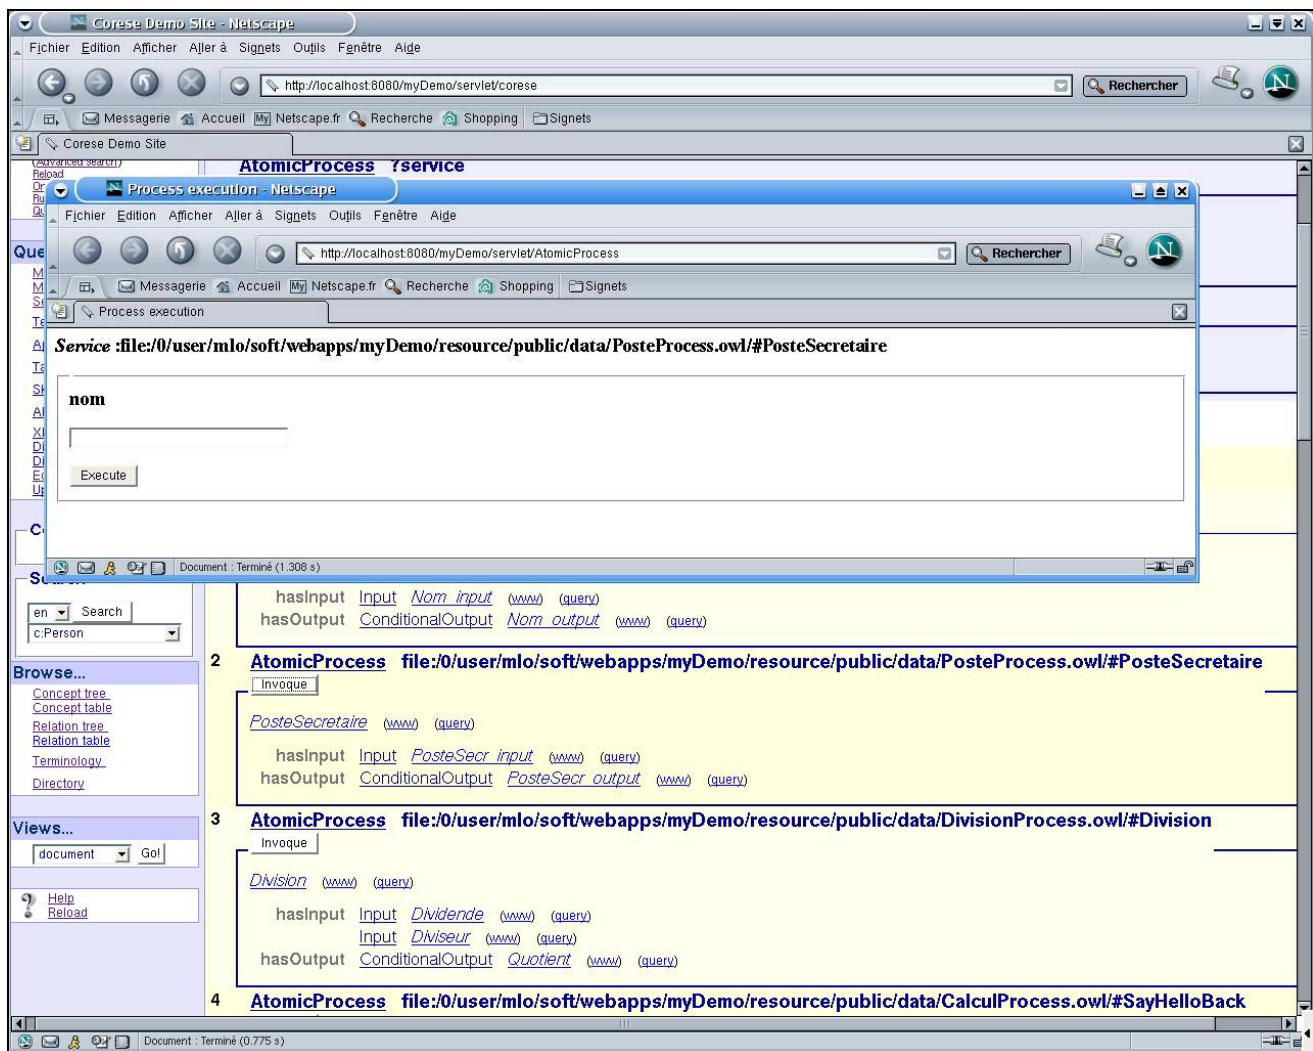 Corese Demo Site - Netscape
Fichier Edition Afficher Aller à Signets Outils Fenêtre Aide
http://localhost:8080/myDemo/servlet/corese
Rechercher
Messagerie Accueil My Netscape.fr Recherche Shopping Signets
Corese Demo Site
(Advanced search)
Reload
AtomicProcess ?service
Process execution - Netscape
Fichier Edition Afficher Aller à Signets Outils Fenêtre Aide
http://localhost:8080/myDemo/servlet/AtomicProcess
Rechercher
Messagerie Accueil My Netscape.fr Recherche Shopping Signets
Process execution
Service :file:/0/user/mlo/soft/webapps/myDemo/resource/public/data/PosteProcess.owl/#PosteSecretaire
nom
Execute
Document : Terminé (1.308 s)
en Search
c:Person
Browse...
Concept tree
Concept table
Relation tree
Relation table
Terminology
Directory
Views...
document Go!
Help
Reload
hasInput Input Nom_input (www) (query)
hasOutput ConditionalOutput Nom_output (www) (query)
2 AtomicProcess file:/0/user/mlo/soft/webapps/myDemo/resource/public/data/PosteProcess.owl/#PosteSecretaire
Invoque
PosteSecretaire (www) (query)
hasInput Input PosteSecr_input (www) (query)
hasOutput ConditionalOutput PosteSecr_output (www) (query)
3 AtomicProcess file:/0/user/mlo/soft/webapps/myDemo/resource/public/data/DivisionProcess.owl/#Division
Invoque
Division (www) (query)
hasInput Input Dividende (www) (query)
Input Diviseur (www) (query)
hasOutput ConditionalOutput Quotient (www) (query)
4 AtomicProcess file:/0/user/mlo/soft/webapps/myDemo/resource/public/data/CalculProcess.owl/#SayHelloBack
Document : Terminé (0.775 s)